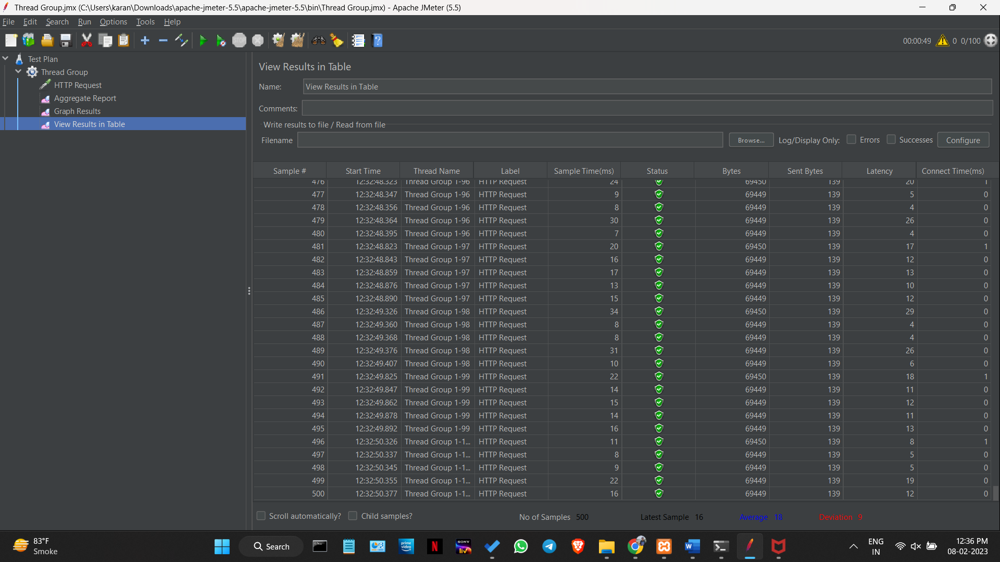 Thread Group.jmx (C:\Users\karan\Downloads\apache-jmeter-5.5\apache-jmeter-5.5\bin\Thread Group.jmx) - Apache JMeter (5.5)
File Edit Search Run Options Tools Help
STOP 00:00:49 0 0/100
Test Plan
Thread Group
HTTP Request
Aggregate Report
Graph Results
View Results in Table
View Results in Table
Name: View Results in Table
Comments:
Write results to file / Read from file
Filename Browse... Log/Display Only: Errors Successes Configure
Sample # Start Time Thread Name Label Sample Time(ms) Status Bytes Sent Bytes Latency Connect Time(ms)
476 12:32:48.323 Thread Group 1-96 HTTP Request 24 69450 139 20 1
477 12:32:48.347 Thread Group 1-96 HTTP Request 9 69449 139 5 0
478 12:32:48.356 Thread Group 1-96 HTTP Request 8 69449 139 4 0
479 12:32:48.364 Thread Group 1-96 HTTP Request 30 69449 139 26 0
480 12:32:48.395 Thread Group 1-96 HTTP Request 7 69449 139 4 0
481 12:32:48.823 Thread Group 1-97 HTTP Request 20 69450 139 17 1
482 12:32:48.843 Thread Group 1-97 HTTP Request 16 69449 139 12 0
483 12:32:48.859 Thread Group 1-97 HTTP Request 17 69449 139 13 0
484 12:32:48.876 Thread Group 1-97 HTTP Request 13 69449 139 10 0
485 12:32:48.890 Thread Group 1-97 HTTP Request 15 69449 139 12 0
486 12:32:49.326 Thread Group 1-98 HTTP Request 34 69450 139 29 0
487 12:32:49.360 Thread Group 1-98 HTTP Request 8 69449 139 4 0
488 12:32:49.368 Thread Group 1-98 HTTP Request 8 69449 139 4 0
489 12:32:49.376 Thread Group 1-98 HTTP Request 31 69449 139 26 0
490 12:32:49.407 Thread Group 1-98 HTTP Request 10 69449 139 6 0
491 12:32:49.825 Thread Group 1-99 HTTP Request 22 69450 139 18 1
492 12:32:49.847 Thread Group 1-99 HTTP Request 14 69449 139 11 0
493 12:32:49.862 Thread Group 1-99 HTTP Request 15 69449 139 12 0
494 12:32:49.878 Thread Group 1-99 HTTP Request 14 69449 139 11 0
495 12:32:49.892 Thread Group 1-99 HTTP Request 16 69449 139 13 0
496 12:32:50.326 Thread Group 1-1... HTTP Request 11 69450 139 8 1
497 12:32:50.337 Thread Group 1-1... HTTP Request 8 69449 139 5 0
498 12:32:50.345 Thread Group 1-1... HTTP Request 9 69449 139 5 0
499 12:32:50.355 Thread Group 1-1... HTTP Request 22 69449 139 19 0
500 12:32:50.377 Thread Group 1-1... HTTP Request 16 69449 139 12 0
Scroll automatically? Child samples? No of Samples 500 Latest Sample 16 Average 18 Deviation 9
83°F
Smoke
Search
prime video
N
SONY liv
W
ENG
IN
12:36 PM
08-02-2023